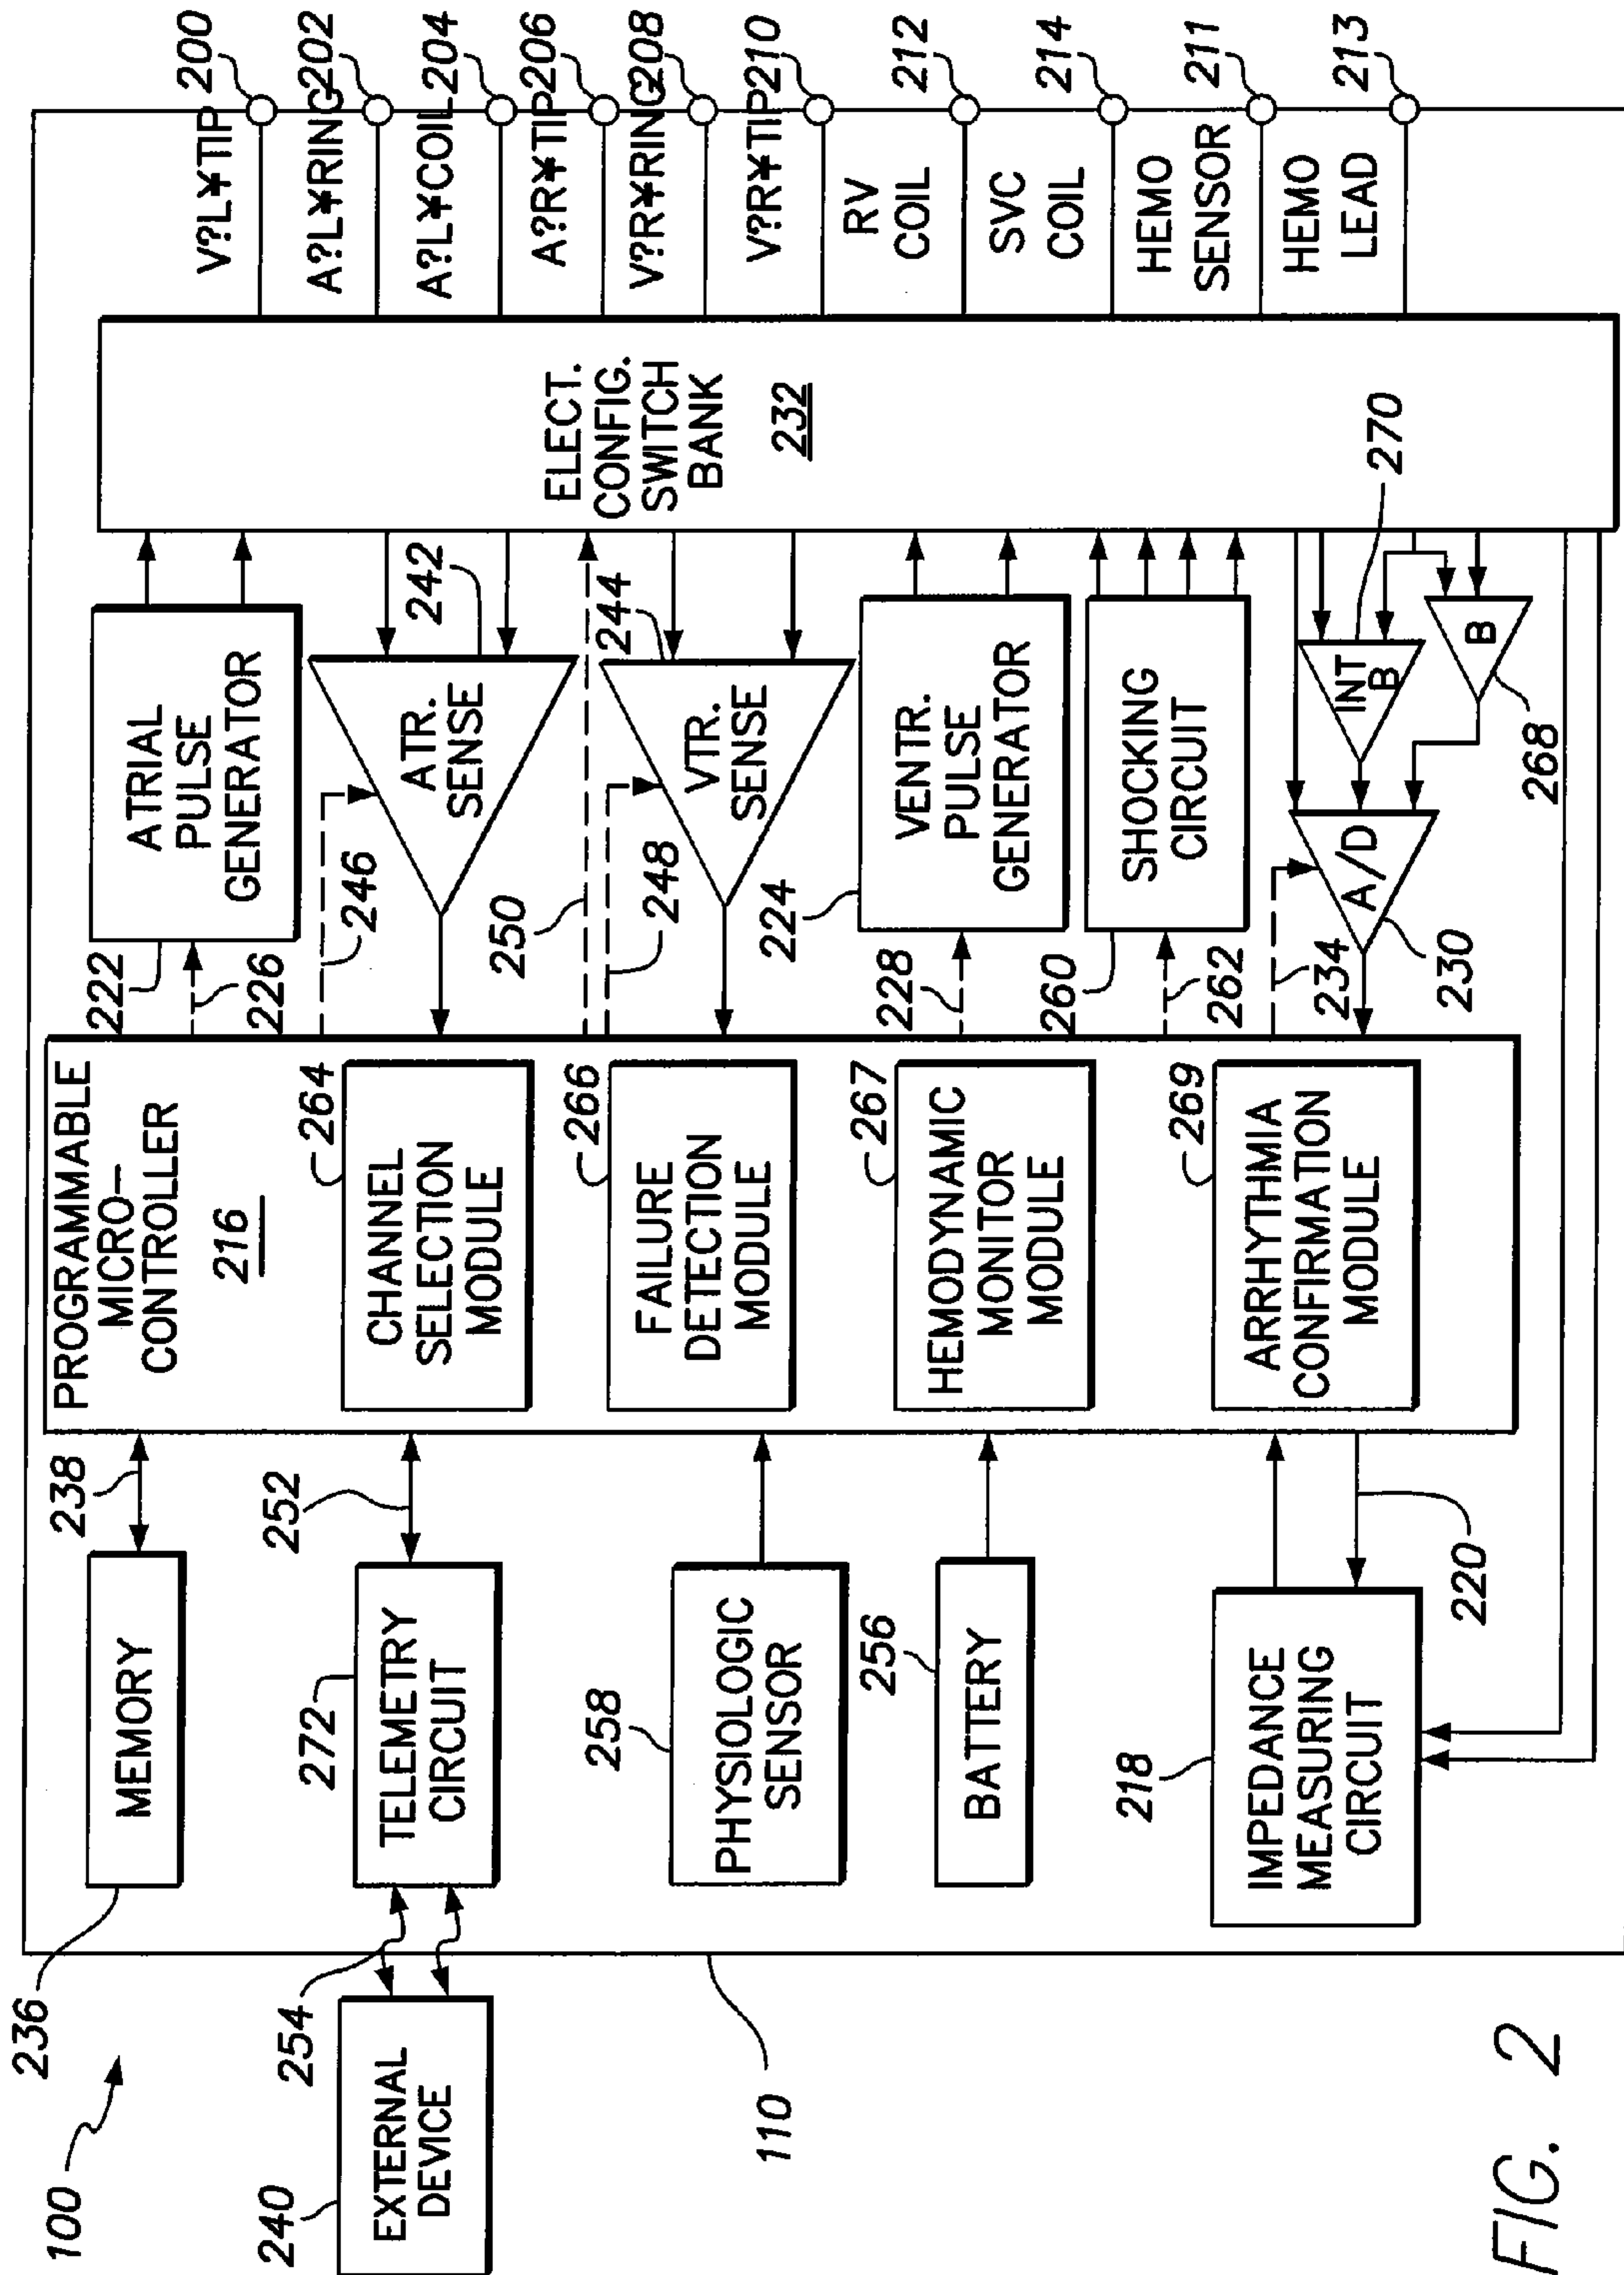 100
236
MEMORY
238
PROGRAMMABLE
MICRO–
CONTROLLER
216
222
226
ATRIAL
PULSE
GENERATOR
246
ATR.
SENSE
242
ELECT.
CONFIG.
SWITCH
BANK
232
V?L¥TIP
200
A?L¥RING
202
A?L¥COIL
204
A?R¥TIP
206
V?R¥RING
208
V?R¥TIP
210
RV
COIL
212
SVC
COIL
214
HEMO
SENSOR
211
HEMO
LEAD
213
240
EXTERNAL
DEVICE
254
272
TELEMETRY
CIRCUIT
252
264
CHANNEL
SELECTION
MODULE
250
248
244
VTR.
SENSE
258
PHYSIOLOGIC
SENSOR
266
FAILURE
DETECTION
MODULE
224
228
VENTR.
PULSE
GENERATOR
256
BATTERY
267
HEMODYNAMIC
MONITOR
MODULE
260
262
SHOCKING
CIRCUIT
110
218
IMPEDANCE
MEASURING
CIRCUIT
220
269
ARRHYTHMIA
CONFIRMATION
MODULE
234
A/D
230
INT
B
270
B
268
FIG. 2